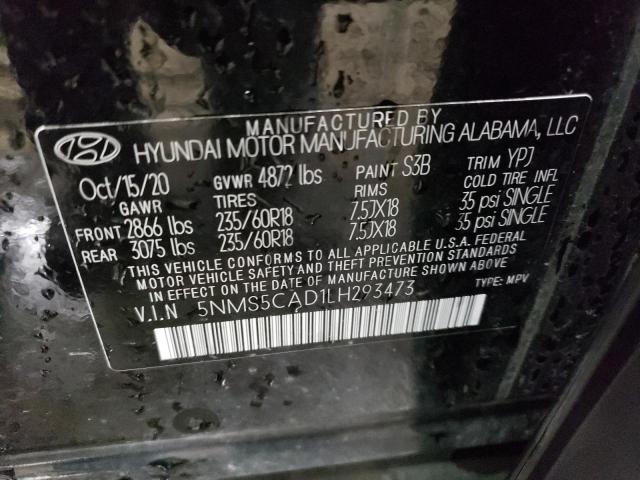 MANUFACTURED BY
HYUNDAI MOTOR MANUFACTURING ALABAMA, LLC
Oct/15/20 GVWR 4872 lbs PAINT S3B TRIM YPJ
GAWR TIRES RIMS COLD TIRE INFL
FRONT 2866 lbs 235/60R18 7.5JX18 35 psi SINGLE
REAR 3075 lbs 235/60R18 7.5JX18 35 psi SINGLE
THIS VEHICLE CONFORMS TO ALL APPLICABLE U.S.A. FEDERAL
MOTOR VEHICLE SAFETY AND THEFT PREVENTION STANDARDS
IN EFFECT ON THE DATE OF MANUFACTURE SHOWN ABOVE.
V.I.N 5NMS5CAD1LH293473 TYPE: MPV